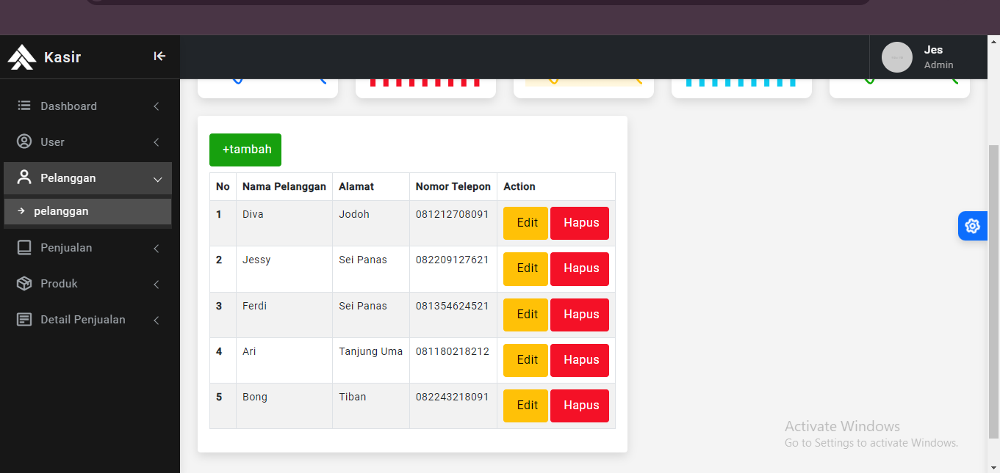 Kasir
Jes
Admin
Dashboard
User
Pelanggan
pelanggan
Penjualan
Produk
Detail Penjualan
+tambah
No Nama Pelanggan Alamat Nomor Telepon Action
1 Diva Jodoh 081212708091 Edit Hapus
2 Jessy Sei Panas 082209127621 Edit Hapus
3 Ferdi Sei Panas 081354624521 Edit Hapus
4 Ari Tanjung Uma 081180218212 Edit Hapus
5 Bong Tiban 082243218091 Edit Hapus
Activate Windows
Go to Settings to activate Windows.